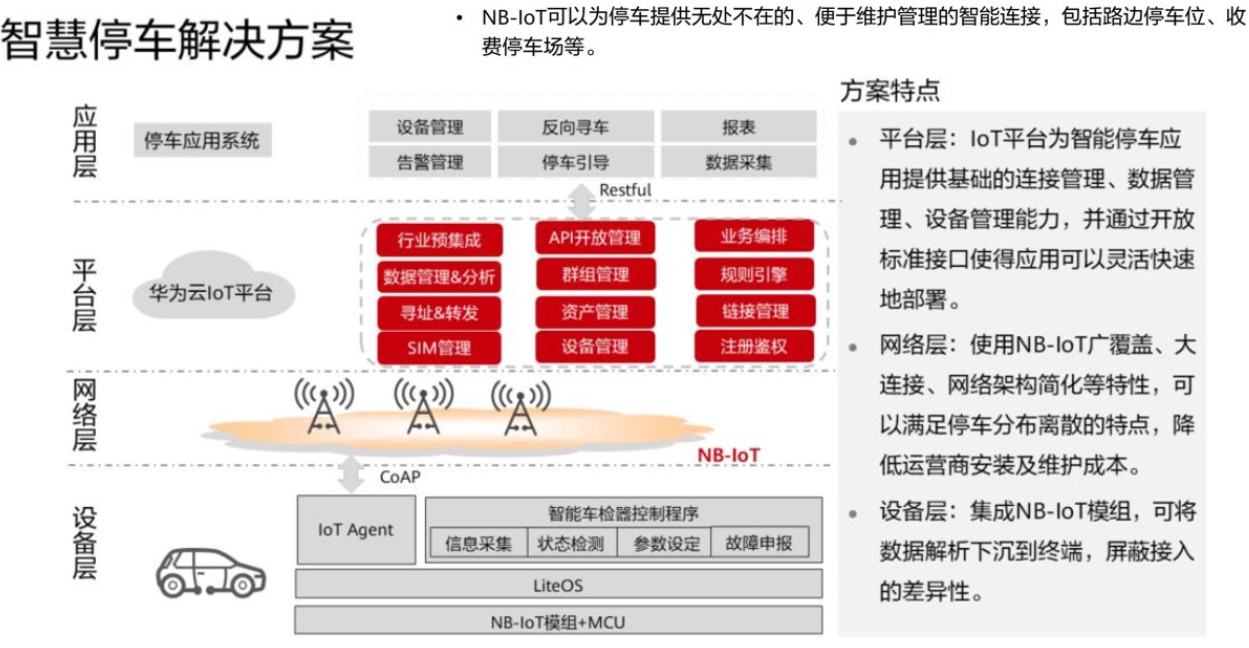 智慧停车解决方案
• NB-IoT可以为停车提供无处不在的、便于维护管理的智能连接，包括路边停车位、收
费停车场等。
应用层
停车应用系统
设备管理 反向寻车 报表
告警管理 停车引导 数据采集
Restful
平台层
华为云IoT平台
行业预集成 API开放管理 业务编排
数据管理&分析 群组管理 规则引擎
寻址&转发 资产管理 链接管理
SIM管理 设备管理 注册鉴权
网络层
NB-IoT
CoAP
设备层
IoT Agent
智能车检器控制程序
信息采集 状态检测 参数设定 故障申报
LiteOS
NB-IoT模组+MCU
方案特点
• 平台层：IoT平台为智能停车应
用提供基础的连接管理、数据管
理、设备管理能力，并通过开放
标准接口使得应用可以灵活快速
地部署。
• 网络层：使用NB-IoT广覆盖、大
连接、网络架构简化等特性，可
以满足停车分布离散的特点，降
低运营商安装及维护成本。
• 设备层：集成NB-IoT模组，可将
数据解析下沉到终端，屏蔽接入
的差异性。